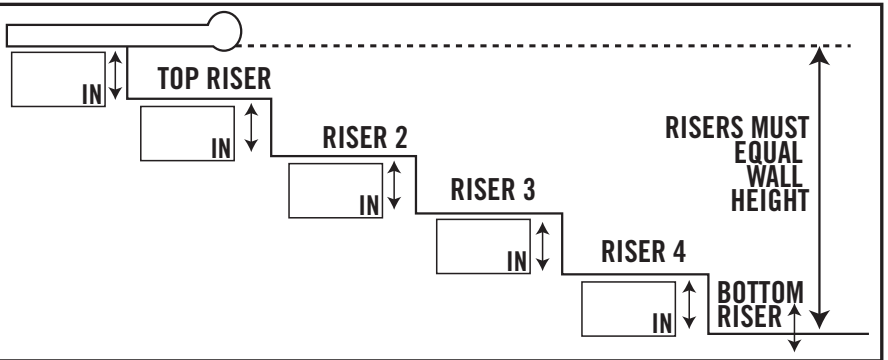 IN
TOP RISER
IN
RISER 2
IN
RISER 3
IN
RISER 4
IN
BOTTOM
RISER
RISERS MUST
EQUAL
WALL
HEIGHT